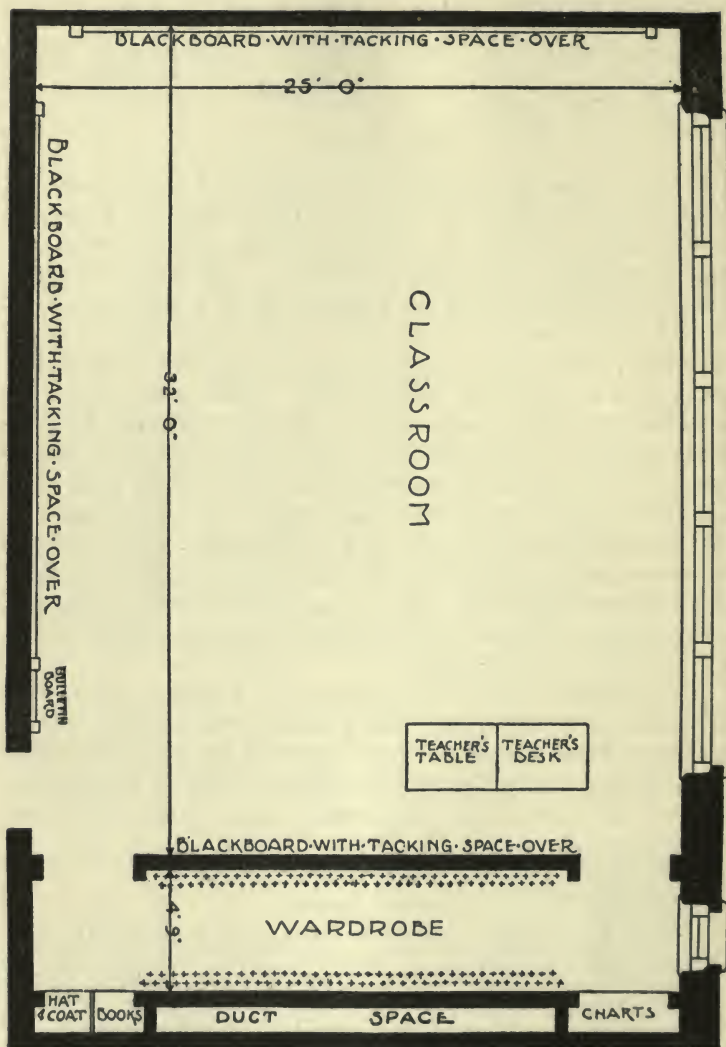 BLACKBOARD·WITH·TACKING·SPACE·OVER
25' 0"
BLACKBOARD·WITH·TACKING·SPACE·OVER
32' 0"
CLASSROOM
BULLETIN
BOARD
TEACHER'S
TABLE
TEACHER'S
DESK
BLACKBOARD·WITH·TACKING·SPACE·OVER
4' 9"
WARDROBE
HAT
& COAT
BOOKS
DUCT SPACE
CHARTS